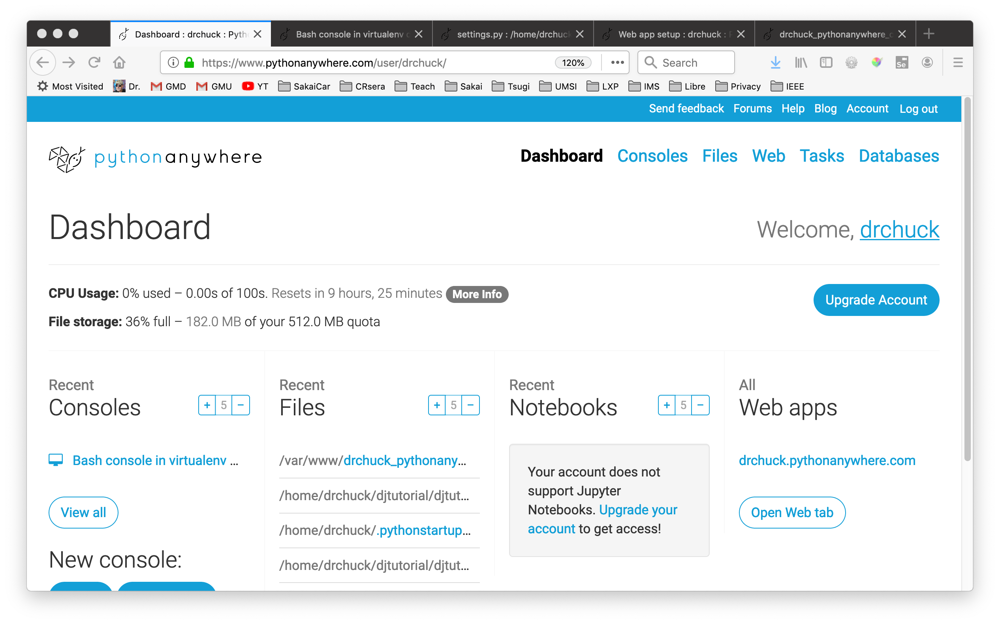 Dashboard : drchuck : Pyth
Bash console in virtualenv
settings.py : /home/drchuck
Web app setup : drchuck :
drchuck_pythonanywhere_
https://www.pythonanywhere.com/user/drchuck/
120%
Search
Se
Most Visited
Dr.
GMD
GMU
YT
SakaiCar
CRsera
Teach
Sakai
Tsugi
UMSI
LXP
IMS
Libre
Privacy
IEEE
Send feedback Forums Help Blog Account Log out
pythonanywhere
Dashboard Consoles Files Web Tasks Databases
Dashboard
Welcome, drchuck
CPU Usage: 0% used – 0.00s of 100s. Resets in 9 hours, 25 minutes More Info
Upgrade Account
File storage: 36% full – 182.0 MB of your 512.0 MB quota
Recent
Consoles
+ 5 −
Bash console in virtualenv ...
View all
New console:
Recent
Files
+ 5 −
/var/www/drchuck_pythonany...
/home/drchuck/djtutorial/djtut...
/home/drchuck/.pythonstartup...
/home/drchuck/djtutorial/djtut...
Recent
Notebooks
+ 5 −
Your account does not
support Jupyter
Notebooks. Upgrade your
account to get access!
All
Web apps
drchuck.pythonanywhere.com
Open Web tab